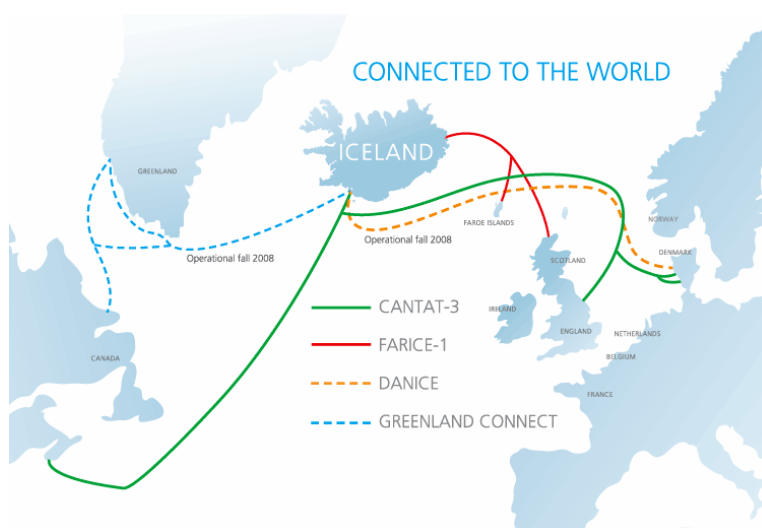 CONNECTED TO THE WORLD
ICELAND
GREENLAND
FAROE ISLANDS
NORWAY
Operational fall 2008
Operational fall 2008
DENMARK
SCOTLAND
CANTAT-3
IRELAND
ENGLAND
NETHERLANDS
FARICE-1
CANADA
BELGIUM
DANICE
FRANCE
GREENLAND CONNECT